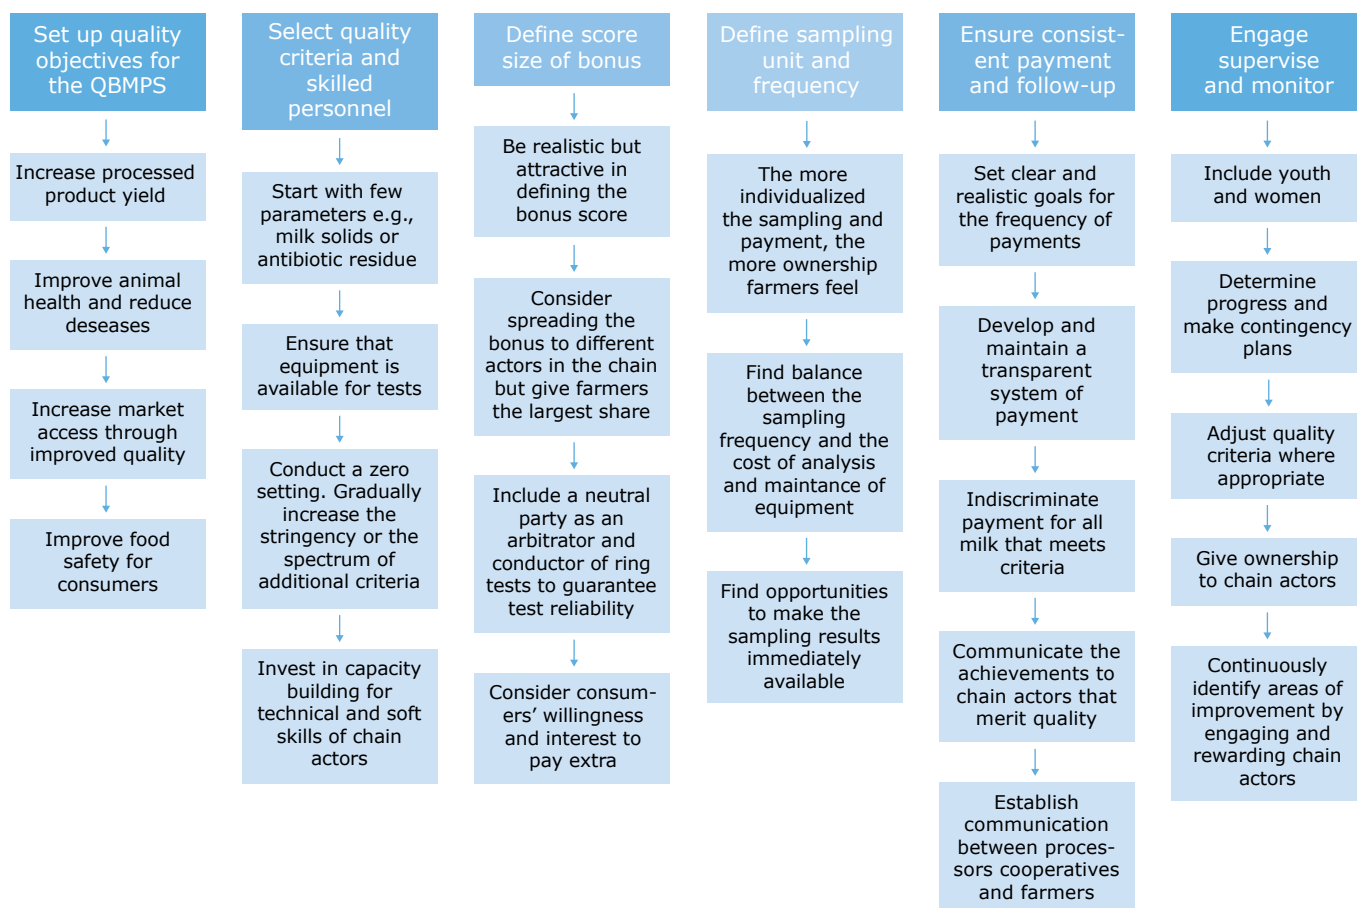 Set up quality
objectives for
the QBMPS
Increase processed
product yield
Improve animal
health and reduce
deseases
Increase market
access through
improved quality
Improve food
safety for
consumers
Select quality
criteria and
skilled
personnel
Start with few
parameters e.g.,
milk solids or
antibiotic residue
Ensure that
equipment is
available for tests
Conduct a zero
setting. Gradually
increase the
stringency or the
spectrum of
additional criteria
Invest in capacity
building for
technical and soft
skills of chain
actors
Define score
size of bonus
Be realistic but
attractive in
defining the
bonus score
Consider
spreading the
bonus to different
actors in the chain
but give farmers
the largest share
Include a neutral
party as an
arbitrator and
conductor of ring
tests to guarantee
test reliability
Consider consum-
ers’ willingness
and interest to
pay extra
Define sampling
unit and
frequency
The more
individualized
the sampling and
payment, the
more ownership
farmers feel
Find balance
between the
sampling
frequency and the
cost of analysis
and maintance of
equipment
Find opportunities
to make the
sampling results
immediately
available
Ensure consist-
ent payment
and follow-up
Set clear and
realistic goals for
the frequency of
payments
Develop and
maintain a
transparent
system of
payment
Indiscriminate
payment for all
milk that meets
criteria
Communicate the
achievements to
chain actors that
merit quality
Establish
communication
between proces-
sors cooperatives
and farmers
Engage
supervise
and monitor
Include youth
and women
Determine
progress and
make contingency
plans
Adjust quality
criteria where
appropriate
Give ownership
to chain actors
Continuously
identify areas of
improvement by
engaging and
rewarding chain
actors